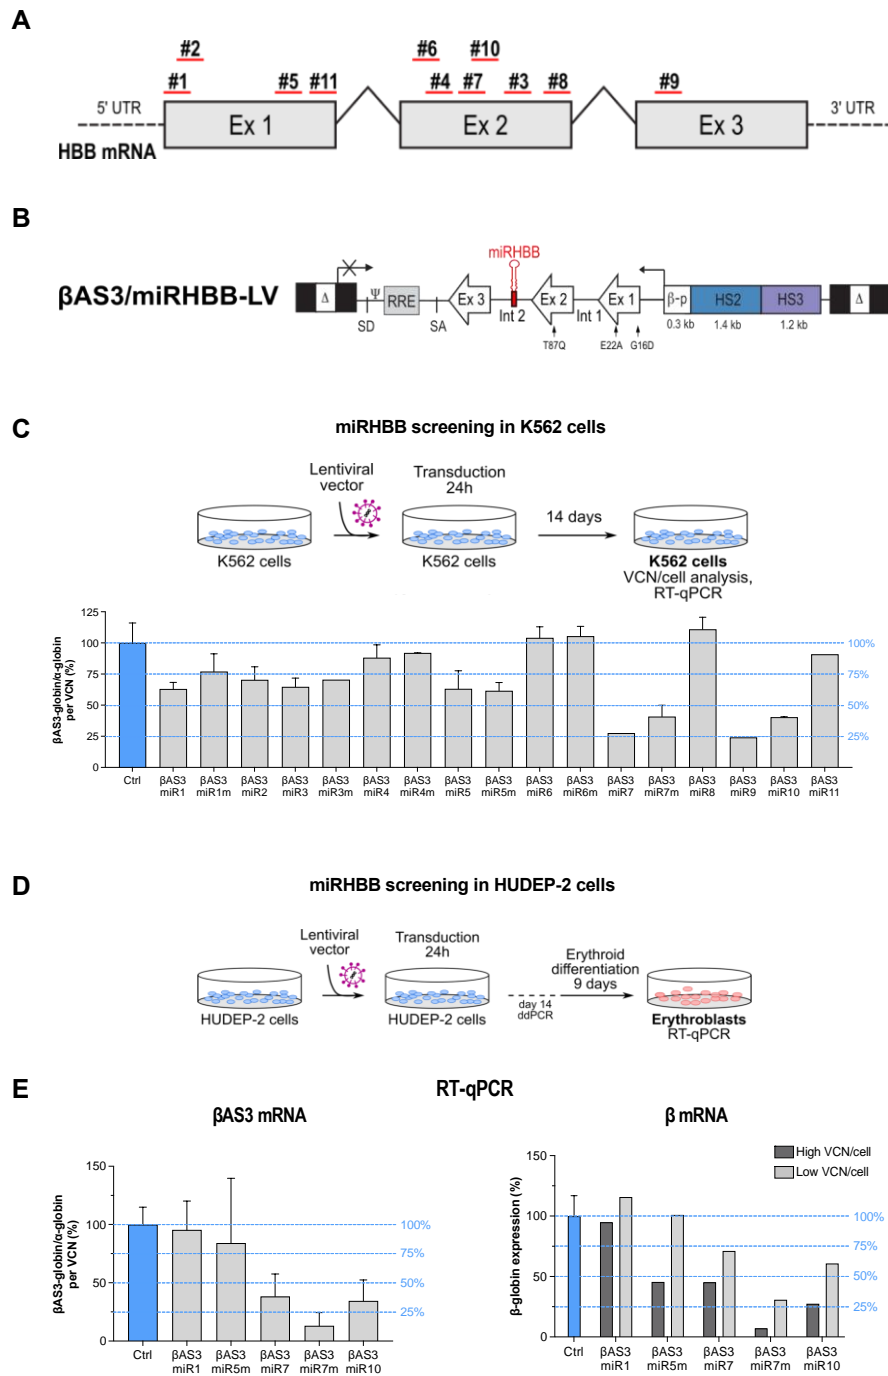 A
#2 #6 #10
#1 #5 #11 #4 #7 #3 #8 #9
5' UTR Ex 1 Ex 2 Ex 3 3' UTR
HBB mRNA
B
miRHBB
βAS3/miRHBB-LV
Δ Ψ RRE Ex 3 Ex 2 Ex 1 β-p HS2 HS3 Δ
SD SA Int 2 Int 1 0.3 kb 1.4 kb 1.2 kb
T87Q E22A G16D
C
miRHBB screening in K562 cells
Lentiviral
vector
Transduction
24h
14 days
K562 cells
K562 cells
K562 cells
VCN/cell analysis,
RT-qPCR
βAS3-globin/α-globin
per VCN (%)
125
100
75
50
25
0
100%
75%
50%
25%
Ctrl
βAS3
miR1
βAS3
miR1m
βAS3
miR2
βAS3
miR3
βAS3
miR3m
βAS3
miR4
βAS3
miR4m
βAS3
miR5
βAS3
miR5m
βAS3
miR6
βAS3
miR6m
βAS3
miR7
βAS3
miR7m
βAS3
miR8
βAS3
miR9
βAS3
miR10
βAS3
miR11
D
miRHBB screening in HUDEP-2 cells
Lentiviral
vector
Transduction
24h
Erythroid
differentiation
9 days
day 14
ddPCR
HUDEP-2 cells
HUDEP-2 cells
Erythroblasts
RT-qPCR
E
RT-qPCR
βAS3 mRNA
βAS3-globin/α-globin
per VCN (%)
150
100
50
0
100%
75%
50%
25%
Ctrl
βAS3
miR1
βAS3
miR5m
βAS3
miR7
βAS3
miR7m
βAS3
miR10
β mRNA
High VCN/cell
Low VCN/cell
β-globin expression (%)
150
100
50
0
100%
75%
50%
25%
Ctrl
βAS3
miR1
βAS3
miR5m
βAS3
miR7
βAS3
miR7m
βAS3
miR10